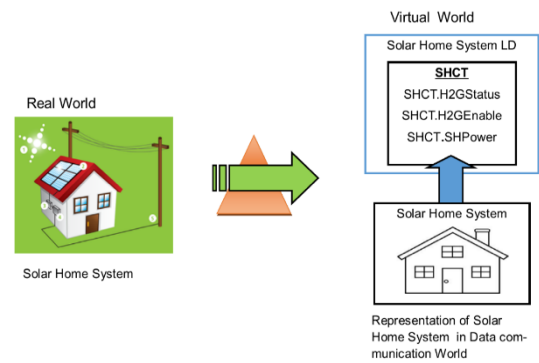 Virtual World
Solar Home System LD
SHCT
SHCT.H2GStatus
SHCT.H2GEnable
SHCT.SHPower
Real World
Solar Home System
Solar Home System
Representation of Solar
Home System in Data com-
munication World